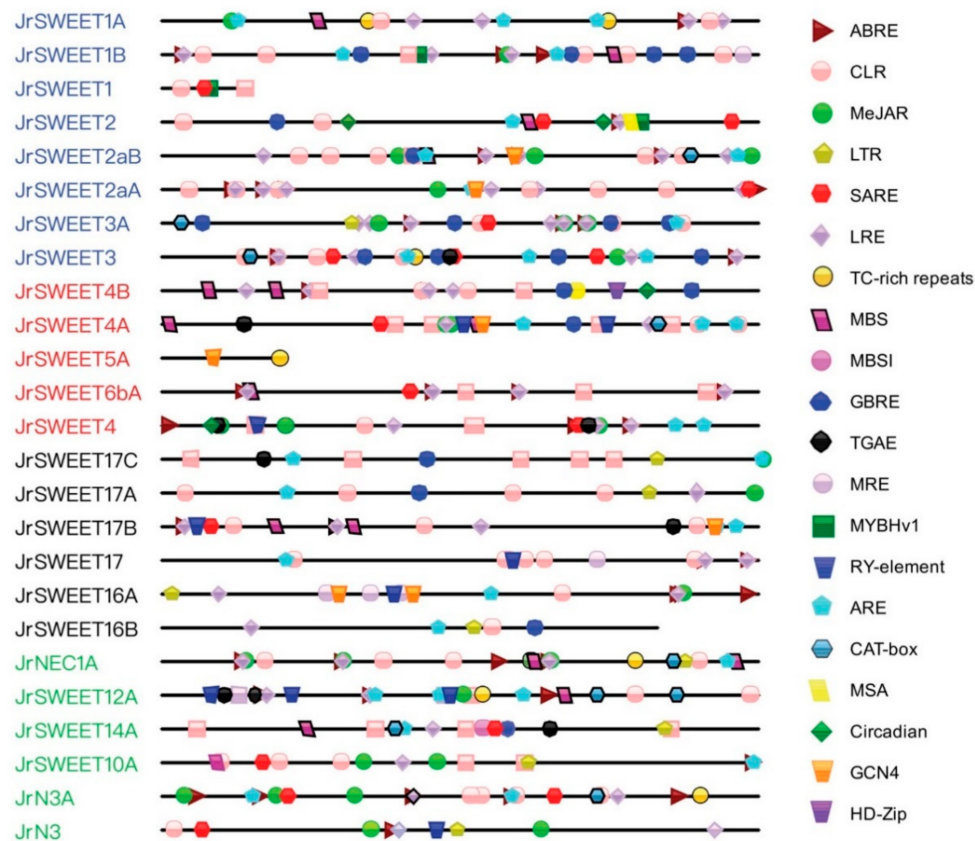 JrSWEET1A
JrSWEET1B
JrSWEET1
JrSWEET2
JrSWEET2aB
JrSWEET2aA
JrSWEET3A
JrSWEET3
JrSWEET4B
JrSWEET4A
JrSWEET5A
JrSWEET6bA
JrSWEET4
JrSWEET17C
JrSWEET17A
JrSWEET17B
JrSWEET17
JrSWEET16A
JrSWEET16B
JrNEC1A
JrSWEET12A
JrSWEET14A
JrSWEET10A
JrN3A
JrN3
ABRE
CLR
MeJAR
LTR
SARE
LRE
TC-rich repeats
MBS
MBSI
GBRE
TGAE
MRE
MYBHv1
RY-element
ARE
CAT-box
MSA
Circadian
GCN4
HD-Zip